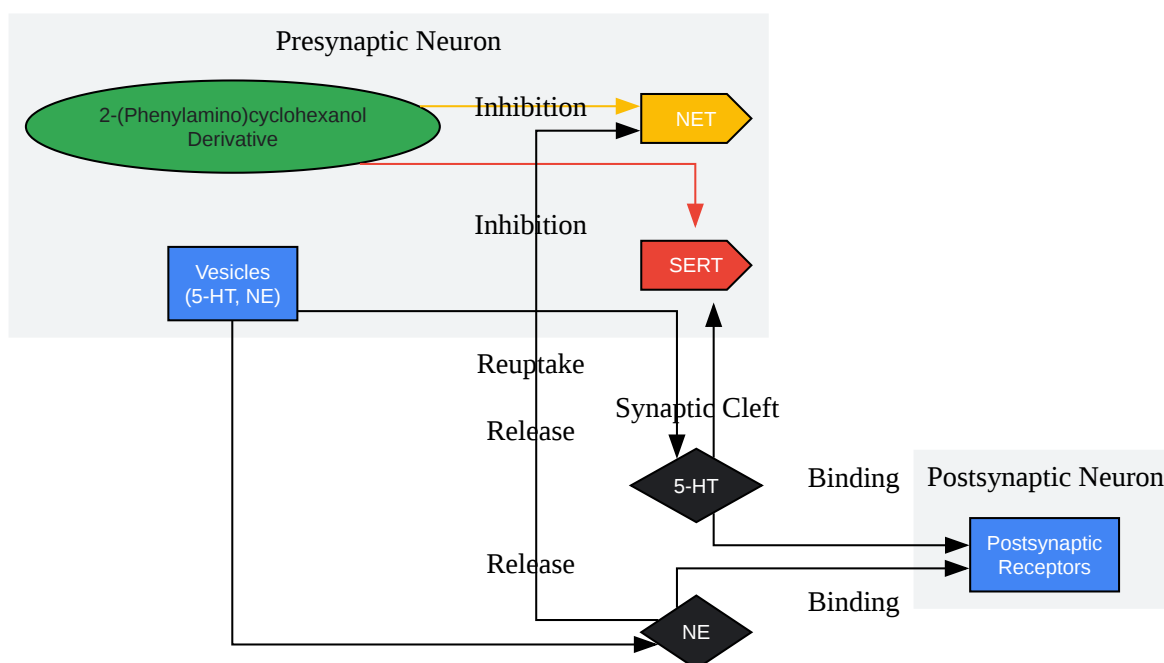 Presynaptic Neuron
2-(Phenylamino)cyclohexanol
Derivative
Inhibition
NET
Inhibition
SERT
Vesicles
(5-HT, NE)
Reuptake
Synaptic Cleft
Release
5-HT
Binding
Postsynaptic Neuron
Postsynaptic
Receptors
Release
Binding
NE